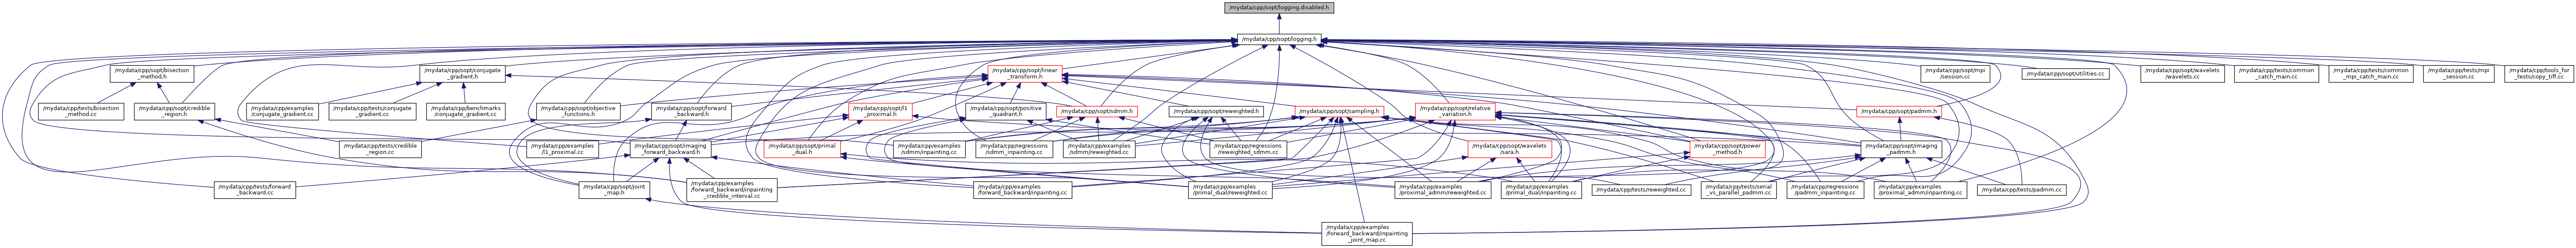 /mydata/cpp/sopt/logging.disabled.h
/mydata/cpp/sopt/logging.h
/mydata/cpp/sopt/bisection
_method.h
/mydata/cpp/sopt/conjugate
_gradient.h
/mydata/cpp/sopt/linear
_transform.h
/mydata/cpp/sopt/mpi
/session.cc
/mydata/cpp/sopt/utilities.cc
/mydata/cpp/sopt/wavelets
/wavelets.cc
/mydata/cpp/tests/common
_catch_main.cc
/mydata/cpp/tests/common
_mpi_catch_main.cc
/mydata/cpp/tests/mpi
_session.cc
/mydata/cpp/tools_for
_tests/copy_tiff.cc
/mydata/cpp/tests/bisection
_method.cc
/mydata/cpp/sopt/credible
_region.h
/mydata/cpp/examples
/conjugate_gradient.cc
/mydata/cpp/tests/conjugate
_gradient.cc
/mydata/cpp/benchmarks
/conjugate_gradient.cc
/mydata/cpp/sopt/objective
_functions.h
/mydata/cpp/sopt/forward
_backward.h
/mydata/cpp/sopt/l1
_proximal.h
/mydata/cpp/sopt/positive
_quadrant.h
/mydata/cpp/sopt/sdmm.h
/mydata/cpp/sopt/reweighted.h
/mydata/cpp/sopt/sampling.h
/mydata/cpp/sopt/relative
_variation.h
/mydata/cpp/sopt/padmm.h
/mydata/cpp/tests/credible
_region.cc
/mydata/cpp/examples
/l1_proximal.cc
/mydata/cpp/sopt/imaging
_forward_backward.h
/mydata/cpp/sopt/primal
_dual.h
/mydata/cpp/examples
/sdmm/inpainting.cc
/mydata/cpp/regressions
/sdmm_inpainting.cc
/mydata/cpp/examples
/sdmm/reweighted.cc
/mydata/cpp/regressions
/reweighted_sdmm.cc
/mydata/cpp/sopt/wavelets
/sara.h
/mydata/cpp/sopt/power
_method.h
/mydata/cpp/sopt/imaging
_padmm.h
/mydata/cpp/tests/forward
_backward.cc
/mydata/cpp/sopt/joint
_map.h
/mydata/cpp/examples
/forward_backward/inpainting
_credible_interval.cc
/mydata/cpp/examples
/forward_backward/inpainting.cc
/mydata/cpp/examples
/primal_dual/reweighted.cc
/mydata/cpp/examples
/proximal_admm/reweighted.cc
/mydata/cpp/examples
/primal_dual/inpainting.cc
/mydata/cpp/tests/reweighted.cc
/mydata/cpp/tests/serial
_vs_parallel_padmm.cc
/mydata/cpp/regressions
/padmm_inpainting.cc
/mydata/cpp/examples
/proximal_admm/inpainting.cc
/mydata/cpp/tests/padmm.cc
/mydata/cpp/examples
/forward_backward/inpainting
_joint_map.cc